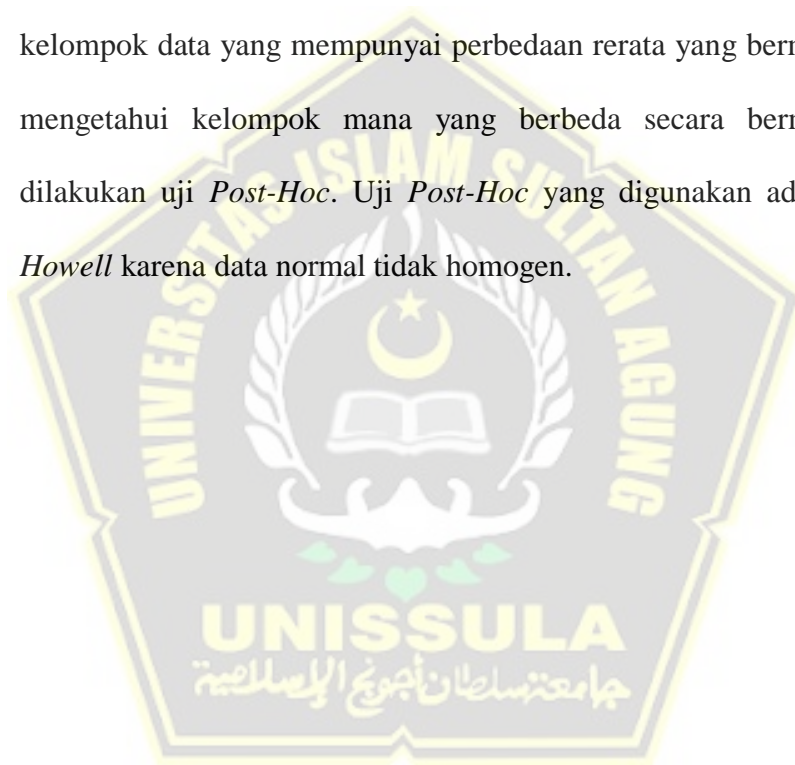 kelompok data yang mempunyai perbedaan rerata yang
mengetahui kelompok mana yang berbeda secara
dilakukan uji Post-Hoc. Uji Post-Hoc yang digunakan
Howell karena data normal tidak homogen.
UNIVERSITAS ISLAM SULTAN AGUNG
UNISSULA
جامعة سلطان أجونج الإسلامية